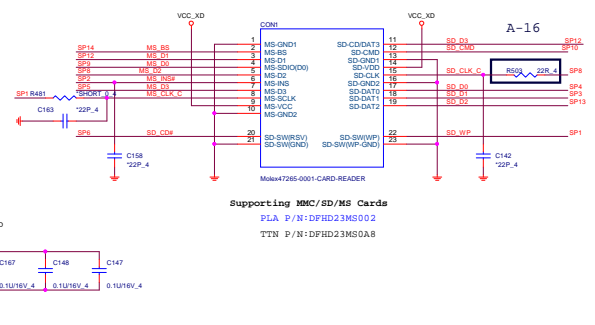 VCC_XD
CON1
VCC_XD
A-16
1 MS-GND1
SP14 MS_BS 2 MS-BS
SP12 MS_D1 3 MS-D1
SP9 MS_D0 4 MS-SDIO(D0)
SP8 MS_D2 5 MS-D2
SP2 MS_INS# 6 MS-INS
SP5 MS_D3 7 MS-D3
SP1 R481 *SHORT_0_4 MS_CLK_C 8 MS-SCLK
9 MS-VCC
10 MS-GND2
C163 *22P_4
SP6 SD_CD# 20 SD-SW(RSV)
21 SD-SW(GND)
C158
*22P_4
SD-CD/DAT3 11 SD_D3 SP12
SD-CMD 12 SD_CMD SP10
SD-GND1 13
SD-VDD 14
SD-CLK 15 SD_CLK_C R503 22R_4 SP8
SD-GND2 16
SD-DAT0 17 SD_D0 SP4
SD-DAT1 18 SD_D1 SP3
SD-DAT2 19 SD_D2 SP13
SD-SW(WP) 22 SD_WP SP1
SD-SW(WP-GND) 23
C142
*22P_4
Molex47265-0001-CARD-READER
Supporting MMC/SD/MS Cards
PLA P/N:DFHD23MS002
TTN P/N:DFHD23MS0A8
C167 C148 C147
0.1U/16V_4 0.1U/16V_4 0.1U/16V_4